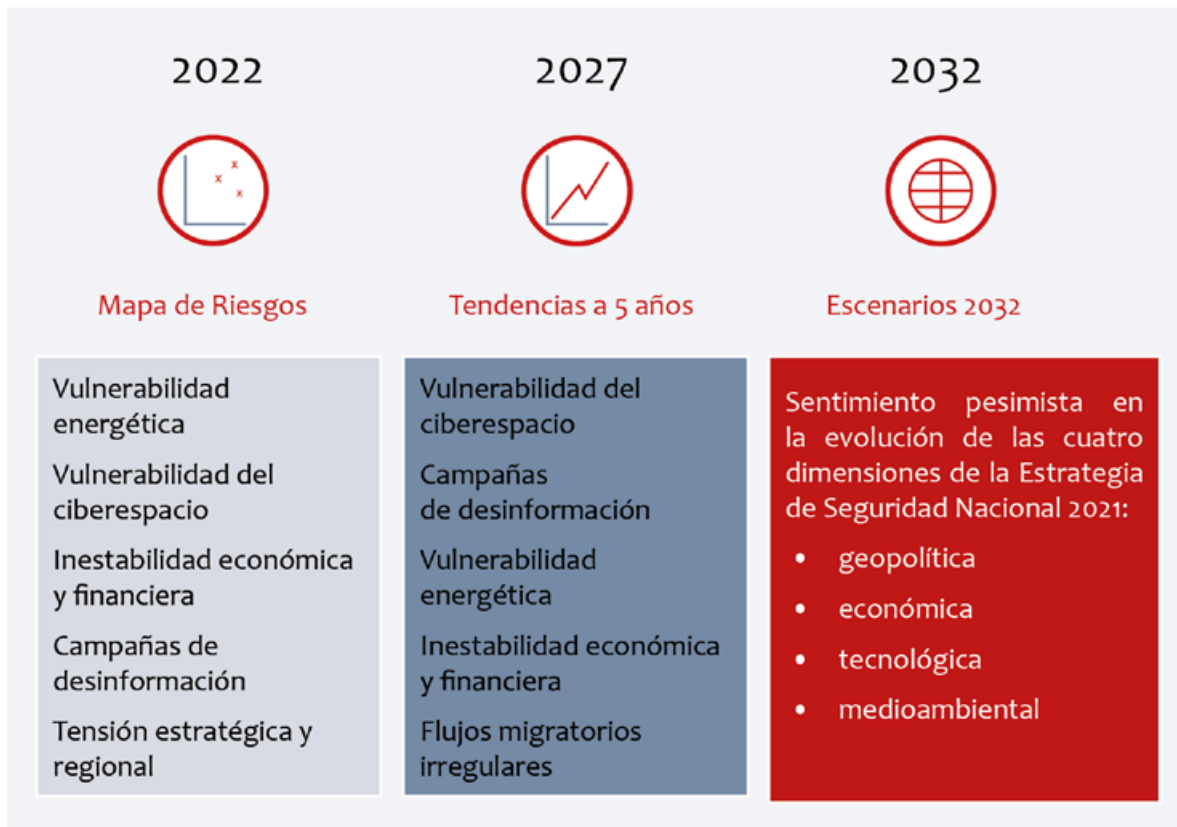 2022
2027
2032
Mapa de Riesgos
Tendencias a 5 años
Escenarios 2032
Vulnerabilidad
energética
Vulnerabilidad del
ciberespacio
Inestabilidad económica
y financiera
Campañas de
desinformación
Tensión estratégica y
regional
Vulnerabilidad del
ciberespacio
Campañas
de desinformación
Vulnerabilidad
energética
Inestabilidad económica
y financiera
Flujos migratorios
irregulares
Sentimiento pesimista en
la evolución de las cuatro
dimensiones de la Estrategia
de Seguridad Nacional 2021:
• geopolítica
• económica
• tecnológica
• medioambiental